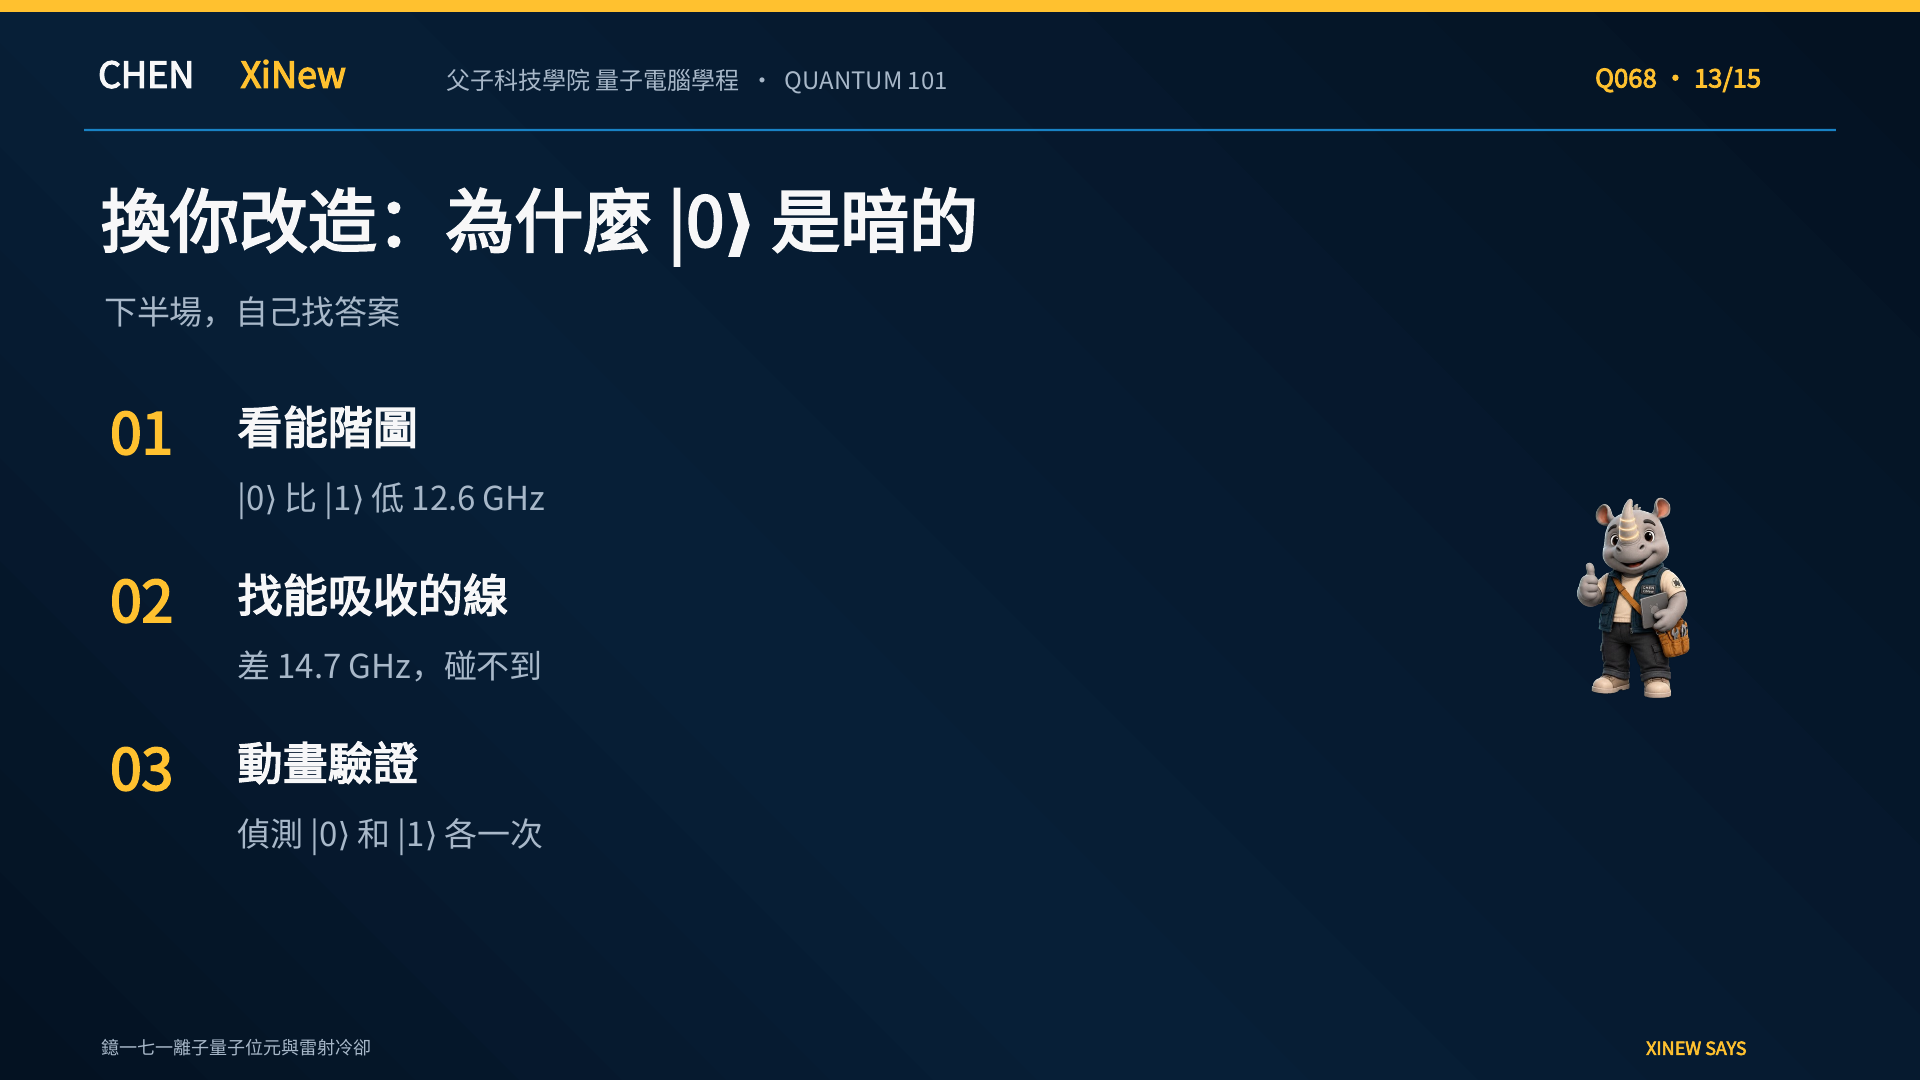 CHEN XiNew 父子科技學院 量子電腦學程 • QUANTUM 101 Q068 • 13/15
換你改造：為什麼 |0⟩ 是暗的
下半場，自己找答案
01 看能階圖
|0⟩ 比 |1⟩ 低 12.6 GHz
02 找能吸收的線
差 14.7 GHz，碰不到
03 動畫驗證
偵測 |0⟩ 和 |1⟩ 各一次
鐿一七一離子量子位元與雷射冷卻 XINEW SAYS